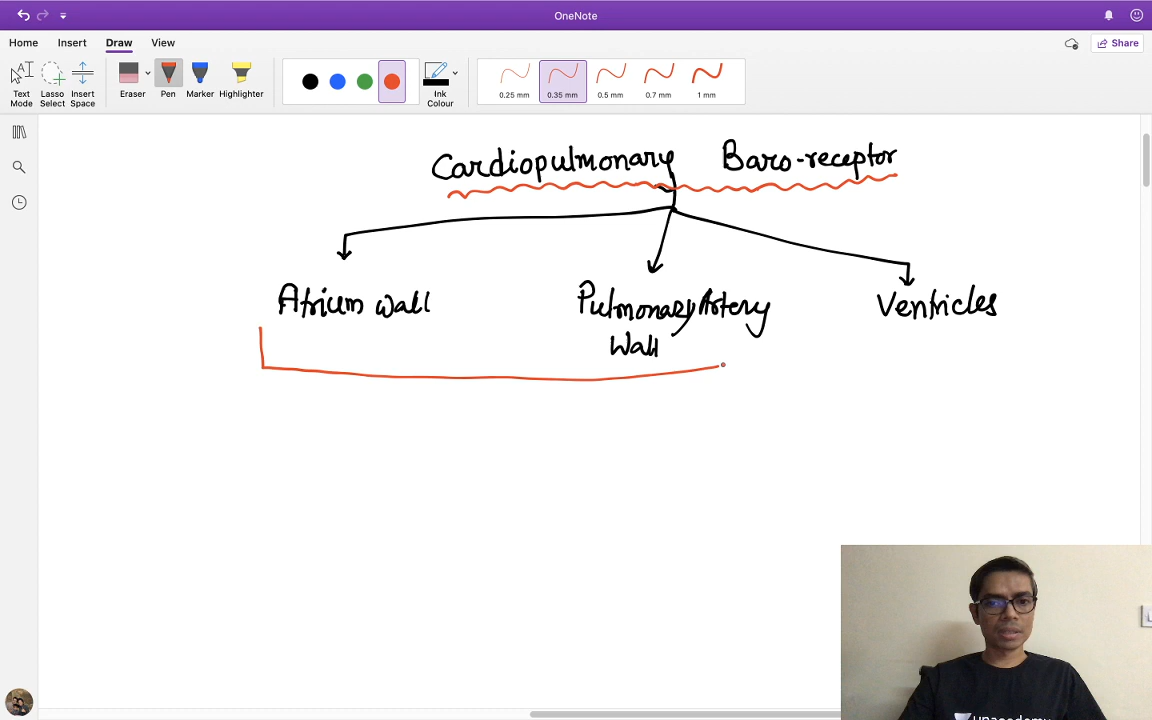 OneNote
Home Insert Draw View
Share
Text Mode
Lasso Select
Insert Space
Eraser
Pen
Marker
Highlighter
Ink Colour
0.25 mm
0.35 mm
0.5 mm
0.7 mm
1 mm
Cardiopulmonary Baro-receptor
Atrium wall
Pulmonary Artery
Wall
Ventricles